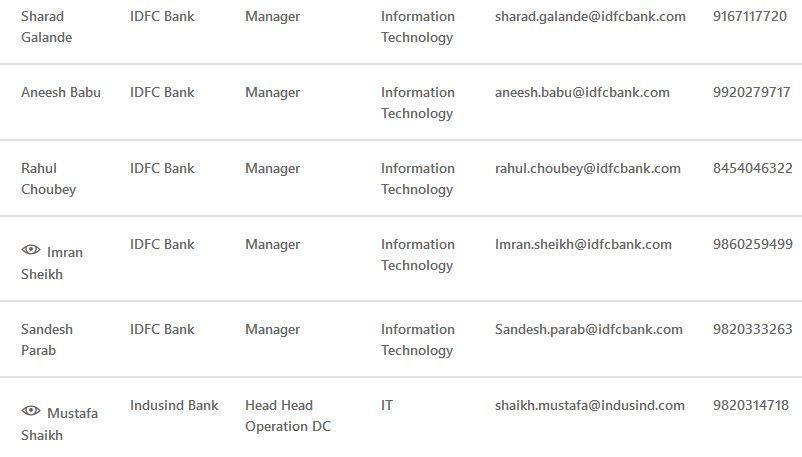 Sharad IDFC Bank Manager Information sharad.galande@idfcbank.com 9167117720
Galande Technology
Aneesh Babu IDFC Bank Manager Information aneesh.babu@idfcbank.com 9920279717
Technology
Rahul IDFC Bank Manager Information rahul.choubey@idfcbank.com 8454046322
Choubey Technology
Imran IDFC Bank Manager Information Imran.sheikh@idfcbank.com 9860259499
Sheikh Technology
Sandesh IDFC Bank Manager Information Sandesh.parab@idfcbank.com 9820333263
Parab Technology
Mustafa Indusind Bank Head Head IT shaikh.mustafa@indusind.com 9820314718
Shaikh Operation DC